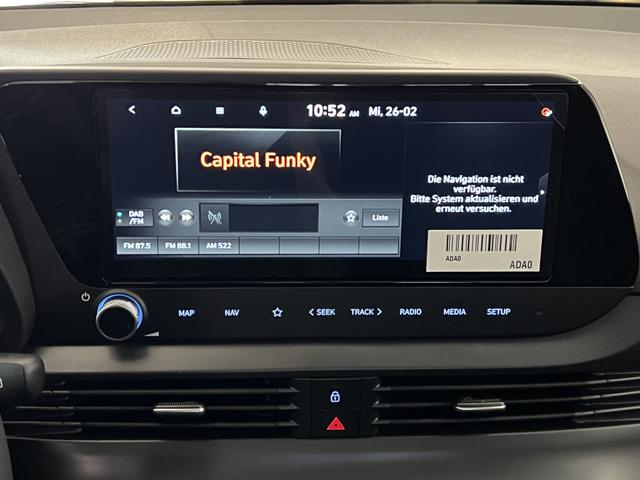 10:52 AM Mi, 26-02
Capital Funky
Die Navigation ist nicht
verfügbar.
Bitte System aktualisieren und
erneut versuchen.
DAB
/FM
Liste
FM 87.5 FM 88.1 AM 522
ADA0
ADA0
MAP NAV < SEEK TRACK > RADIO MEDIA SETUP